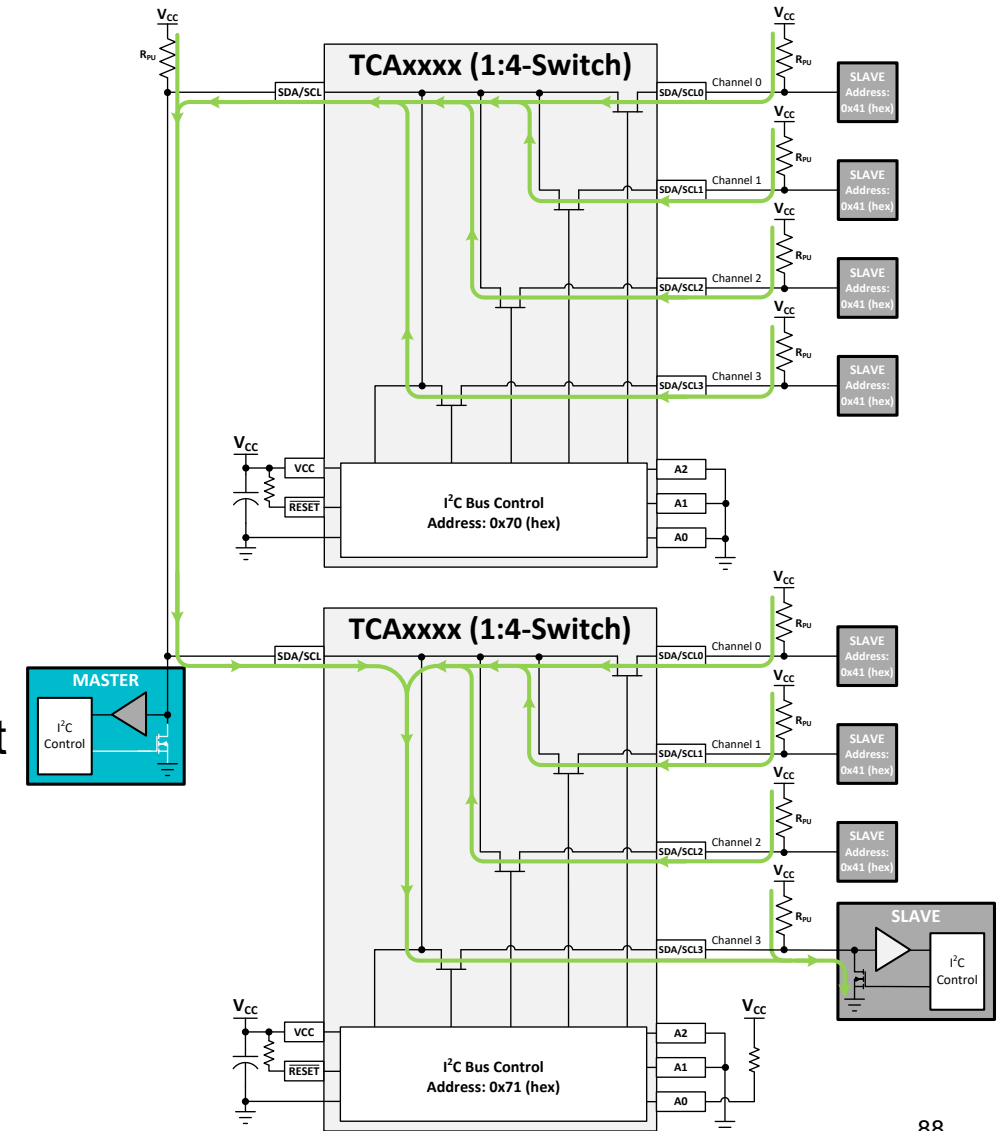 VCC
RPU
TCAxxxx (1:4-Switch)
SDA/SCL
SDA/SCL0
Channel 0
VCC
RPU
SLAVE
Address:
0x41 (hex)
SDA/SCL1
Channel 1
VCC
RPU
SLAVE
Address:
0x41 (hex)
SDA/SCL2
Channel 2
VCC
RPU
SLAVE
Address:
0x41 (hex)
SDA/SCL3
Channel 3
VCC
RPU
SLAVE
Address:
0x41 (hex)
VCC
VCC
RESET
I2C Bus Control
Address: 0x70 (hex)
A2
A1
A0
TCAxxxx (1:4-Switch)
SDA/SCL
SDA/SCL0
Channel 0
VCC
RPU
SLAVE
Address:
0x41 (hex)
MASTER
I2C
Control
t
SDA/SCL1
Channel 1
VCC
RPU
SLAVE
Address:
0x41 (hex)
SDA/SCL2
Channel 2
VCC
RPU
SLAVE
Address:
0x41 (hex)
SDA/SCL3
Channel 3
VCC
RPU
SLAVE
I2C
Control
VCC
VCC
RESET
I2C Bus Control
Address: 0x71 (hex)
A2
A1
A0
VCC
88